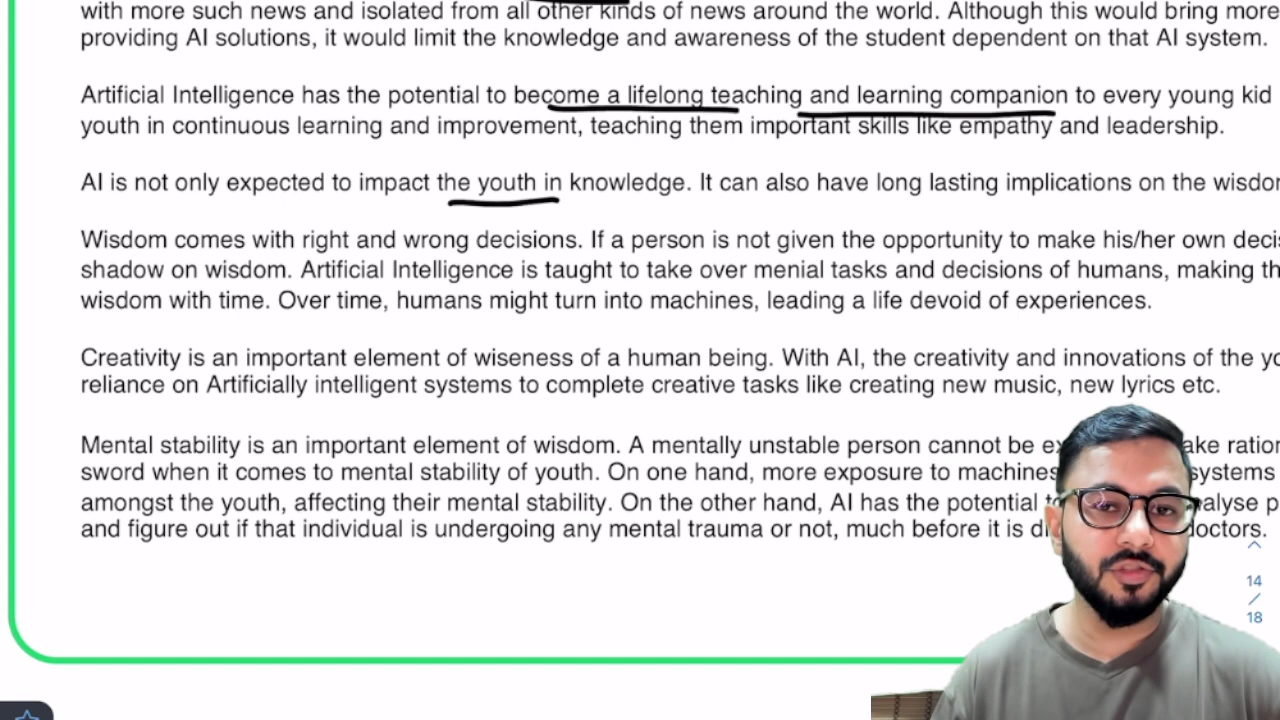 with more such news and isolated from all other kinds of news around the world. Although this would bring more
providing AI solutions, it would limit the knowledge and awareness of the student dependent on that AI system.
Artificial Intelligence has the potential to become a lifelong teaching and learning companion to every young kid
youth in continuous learning and improvement, teaching them important skills like empathy and leadership.
AI is not only expected to impact the youth in knowledge. It can also have long lasting implications on the
Wisdom comes with right and wrong decisions. If a person is not given the opportunity to make his/her own
shadow on wisdom. Artificial Intelligence is taught to take over menial tasks and decisions of humans, making
wisdom with time. Over time, humans might turn into machines, leading a life devoid of experiences.
Creativity is an important element of wiseness of a human being. With AI, the creativity and innovations of the
reliance on Artificially intelligent systems to complete creative tasks like creating new music, new lyrics etc.
Mental stability is an important element of wisdom. A mentally unstable person cannot be
sword when it comes to mental stability of youth. On one hand, more exposure to machines systems
amongst the youth, affecting their mental stability. On the other hand, AI has the potential
and figure out if that individual is undergoing any mental trauma or not, much before it is doctors.
14
/
18